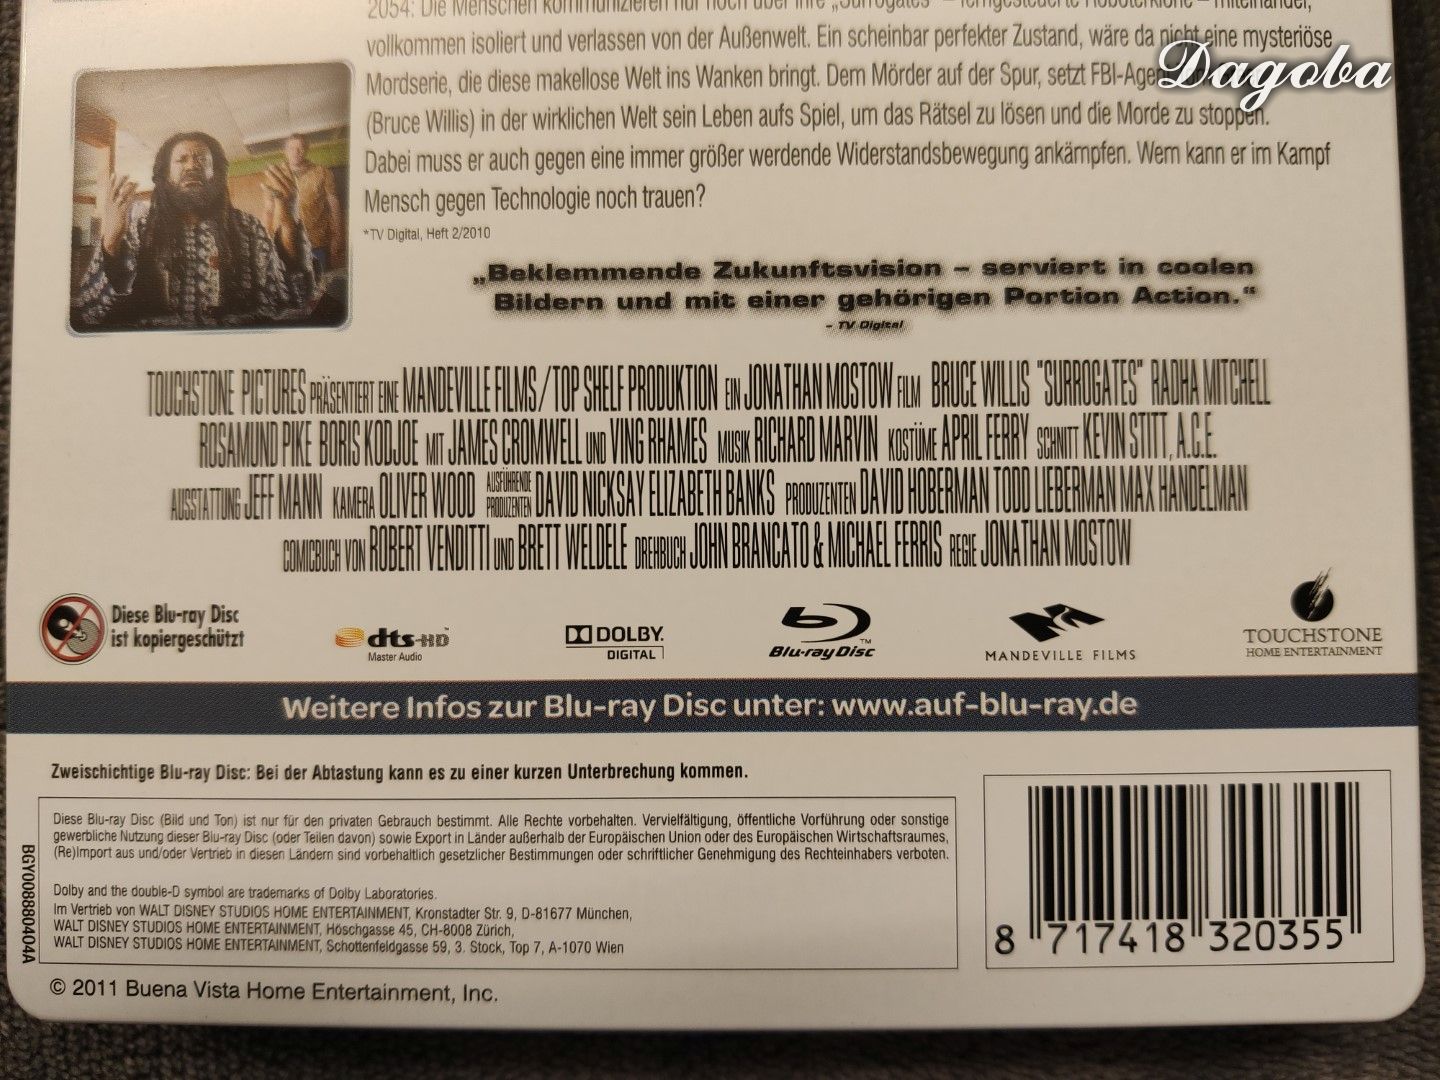 2054: Die Menschen kommunizieren nur noch über ihre „Surrogates“ – ferngesteuerte Roboterklone – miteinander,
vollkommen isoliert und verlassen von der Außenwelt. Ein scheinbar perfekter Zustand, wäre da nicht eine mysteriöse
Dagoba
Mordserie, die diese makellose Welt ins Wanken bringt. Dem Mörder auf der Spur, setzt FBI-Agent
(Bruce Willis) in der wirklichen Welt sein Leben aufs Spiel, um das Rätsel zu lösen und die Morde zu stoppen.
Dabei muss er auch gegen eine immer größer werdende Widerstandsbewegung ankämpfen. Wem kann er im Kampf
Mensch gegen Technologie noch trauen?
*TV Digital, Heft 2/2010
„Beklemmende Zukunftsvision – serviert in coolen
Bildern und mit einer gehörigen Portion Action.“
- TV Digital
TOUCHSTONE PICTURES PRÄSENTIERT EINE MANDEVILLE FILMS/TOP SHELF PRODUKTION EIN JONATHAN MOSTOW FILM BRUCE WILLIS "SURROGATES" RADHA MITCHELL
ROSAMUND PIKE BORIS KODJOE MIT JAMES CROMWELL UND VING RHAMES MUSIK RICHARD MARVIN KOSTÜME APRIL FERRY SCHNITT KEVIN STITT, A.C.E.
AUSSTATTUNG JEFF MANN KAMERA OLIVER WOOD AUSFÜHRENDE PRODUZENTEN DAVID NICKSAY ELIZABETH BANKS PRODUZENTEN DAVID HOBERMAN TODD LIEBERMAN MAX HANDELMAN
COMICBUCH VON ROBERT VENDITTI UND BRETT WELDELE DREHBUCH JOHN BRANCATO & MICHAEL FERRIS REGIE JONATHAN MOSTOW
Diese Blu-ray Disc
ist kopiergeschützt
dts-HD
Master Audio
DOLBY
DIGITAL
Blu-ray Disc
TM
MANDEVILLE FILMS
TOUCHSTONE
HOME ENTERTAINMENT
Weitere Infos zur Blu-ray Disc unter: www.auf-blu-ray.de
Zweischichtige Blu-ray Disc: Bei der Abtastung kann es zu einer kurzen Unterbrechung kommen.
Diese Blu-ray Disc (Bild und Ton) ist nur für den privaten Gebrauch bestimmt. Alle Rechte vorbehalten. Vervielfältigung, öffentliche Vorführung oder sonstige
gewerbliche Nutzung dieser Blu-ray Disc (oder Teilen davon) sowie Export in Länder außerhalb der Europäischen Union oder des Europäischen Wirtschaftsraumes,
(Re)Import aus und/oder Vertrieb in diesen Ländern sind vorbehaltlich gesetzlicher Bestimmungen oder schriftlicher Genehmigung des Rechteinhabers verboten.
Dolby and the double-D symbol are trademarks of Dolby Laboratories.
Im Vertrieb von WALT DISNEY STUDIOS HOME ENTERTAINMENT, Kronstadter Str. 9, D-81677 München,
WALT DISNEY STUDIOS HOME ENTERTAINMENT, Höschgasse 45, CH-8008 Zürich,
WALT DISNEY STUDIOS HOME ENTERTAINMENT, Schottenfeldgasse 59, 3. Stock, Top 7, A-1070 Wien
BGY0088040​4A
8 717418 320355
© 2011 Buena Vista Home Entertainment, Inc.